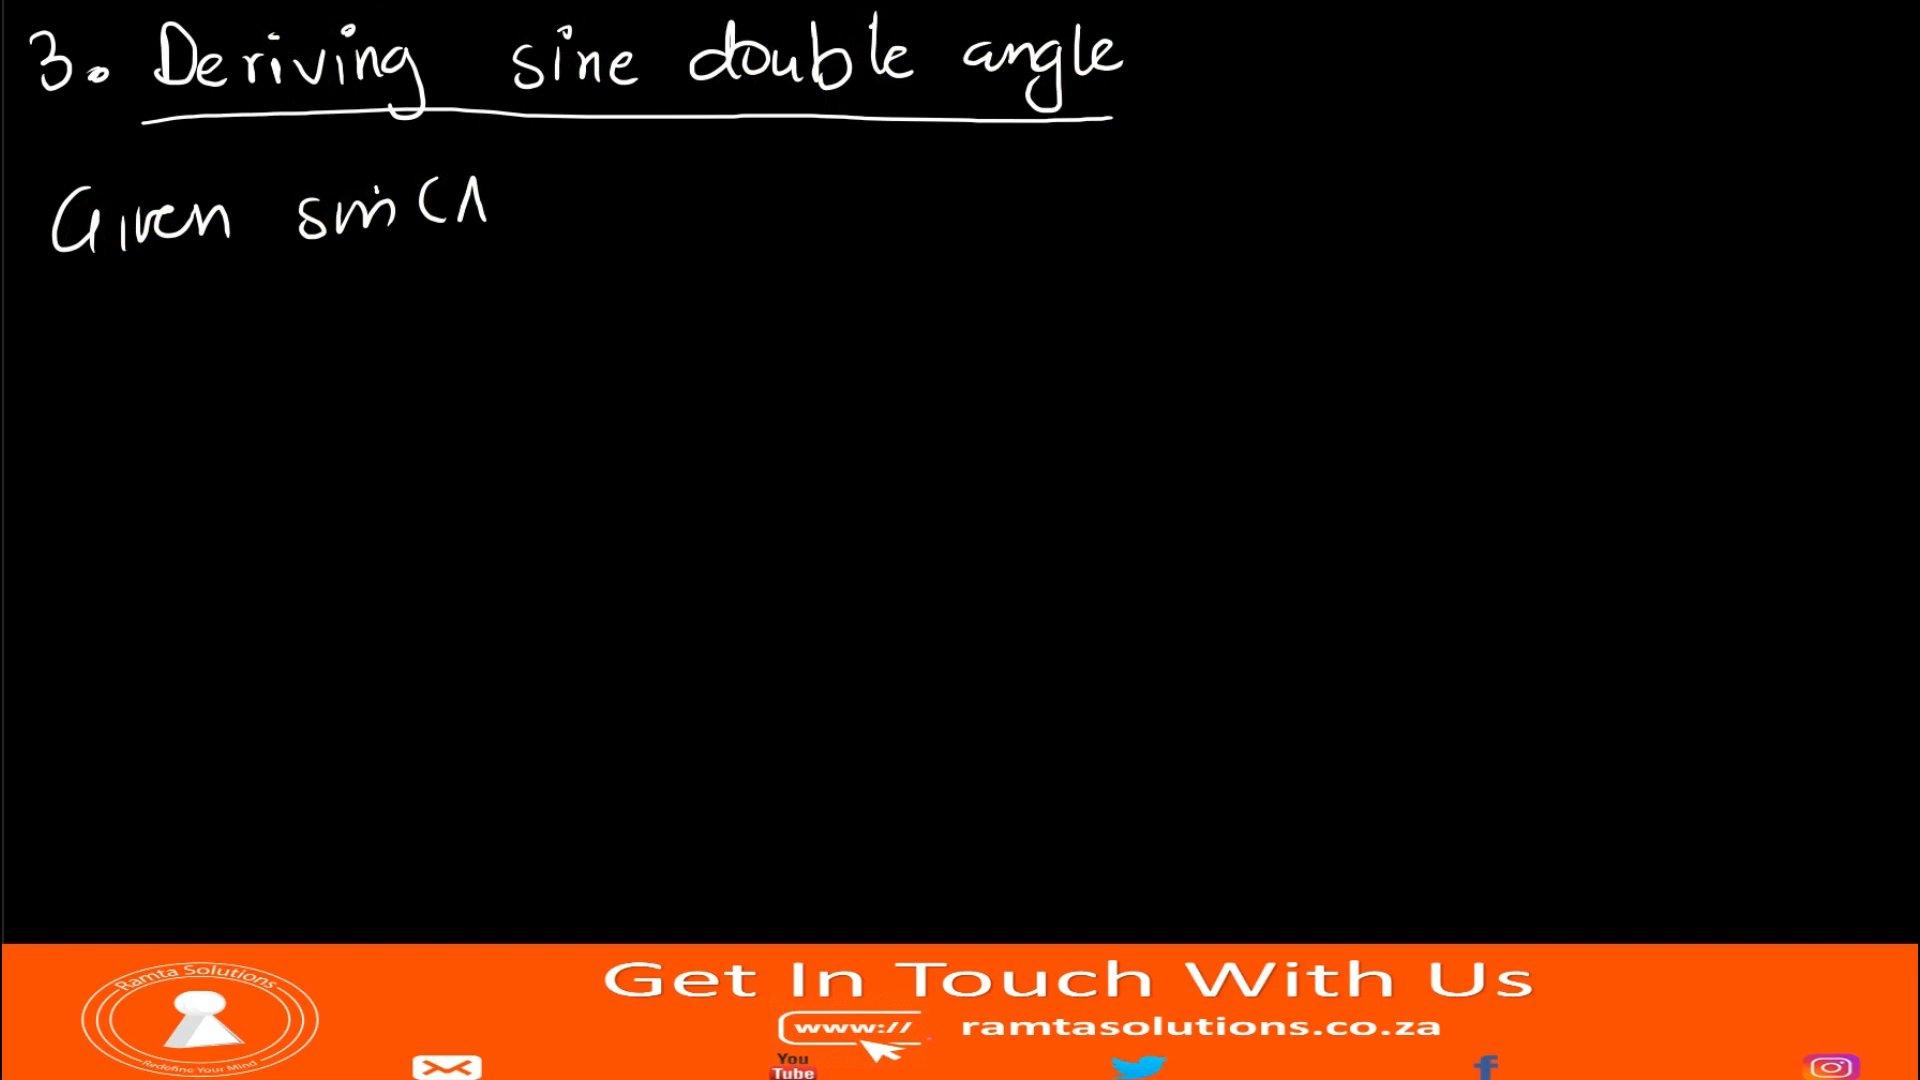 3. Deriving sine double angle
Given sin(A
Get In Touch With Us
www:// ramtasolutions.co.za
Ramta Solutions
Redefine Your Mind
You
Tube